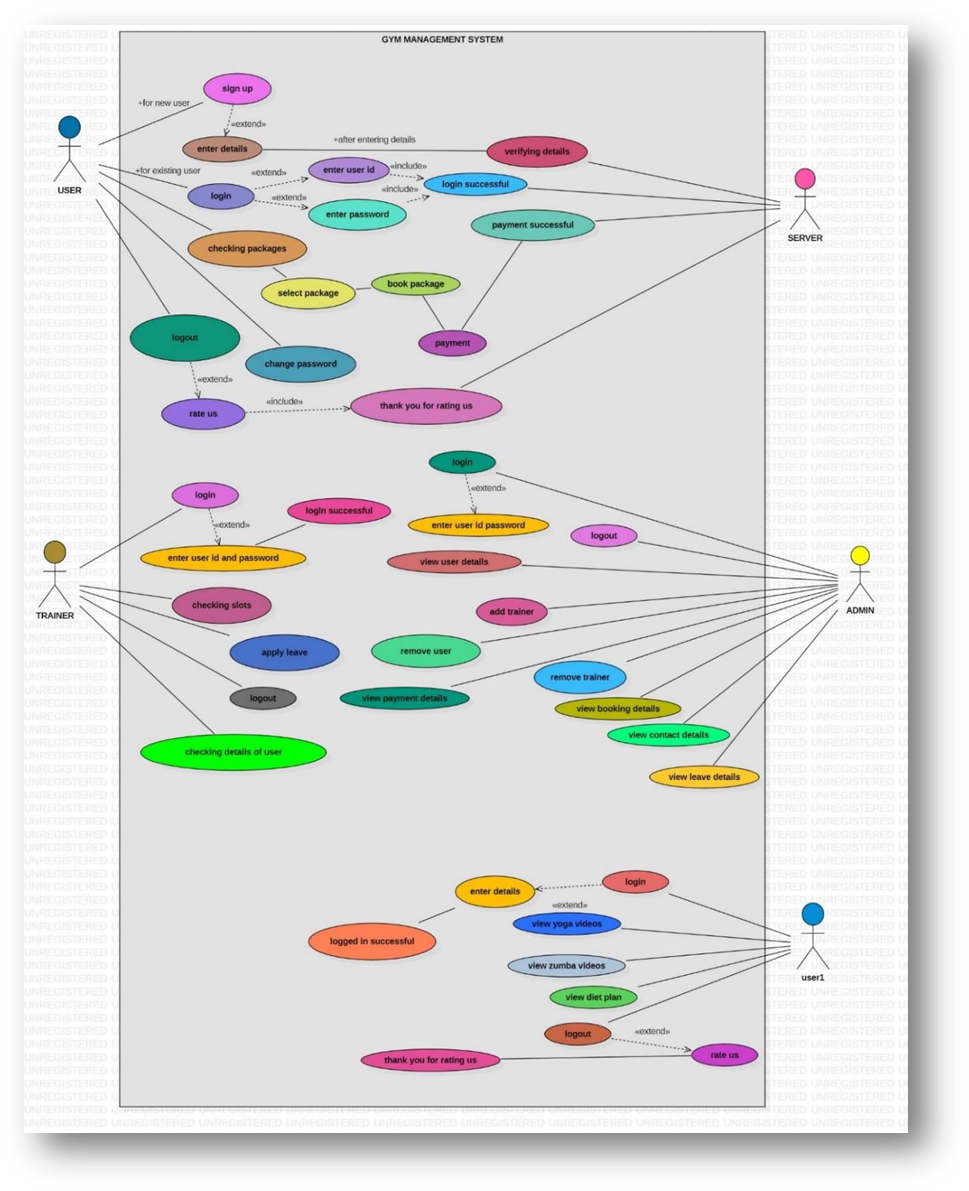 GYM MANAGEMENT SYSTEM
sign up
+for new user
«extend»
enter details
+after entering details
verifying details
USER
+for existing user
«extend»
enter user id
«include»
login
«extend»
«include»
login successful
enter password
payment successful
SERVER
checking packages
select package
book package
logout
payment
change password
«extend»
rate us
«include»
thank you for rating us
login
«extend»
enter user id password
logout
view user details
add trainer
remove user
remove trainer
view payment details
view booking details
view contact details
view leave details
ADMIN
login
«extend»
login successful
enter user id and password
TRAINER
checking slots
apply leave
logout
checking details of user
login
enter details
«extend»
logged in successful
view yoga videos
view zumba videos
user1
view diet plan
logout
«extend»
rate us
thank you for rating us
UNREGISTERED UNREGISTERED UNREGISTERED UNREGISTERED